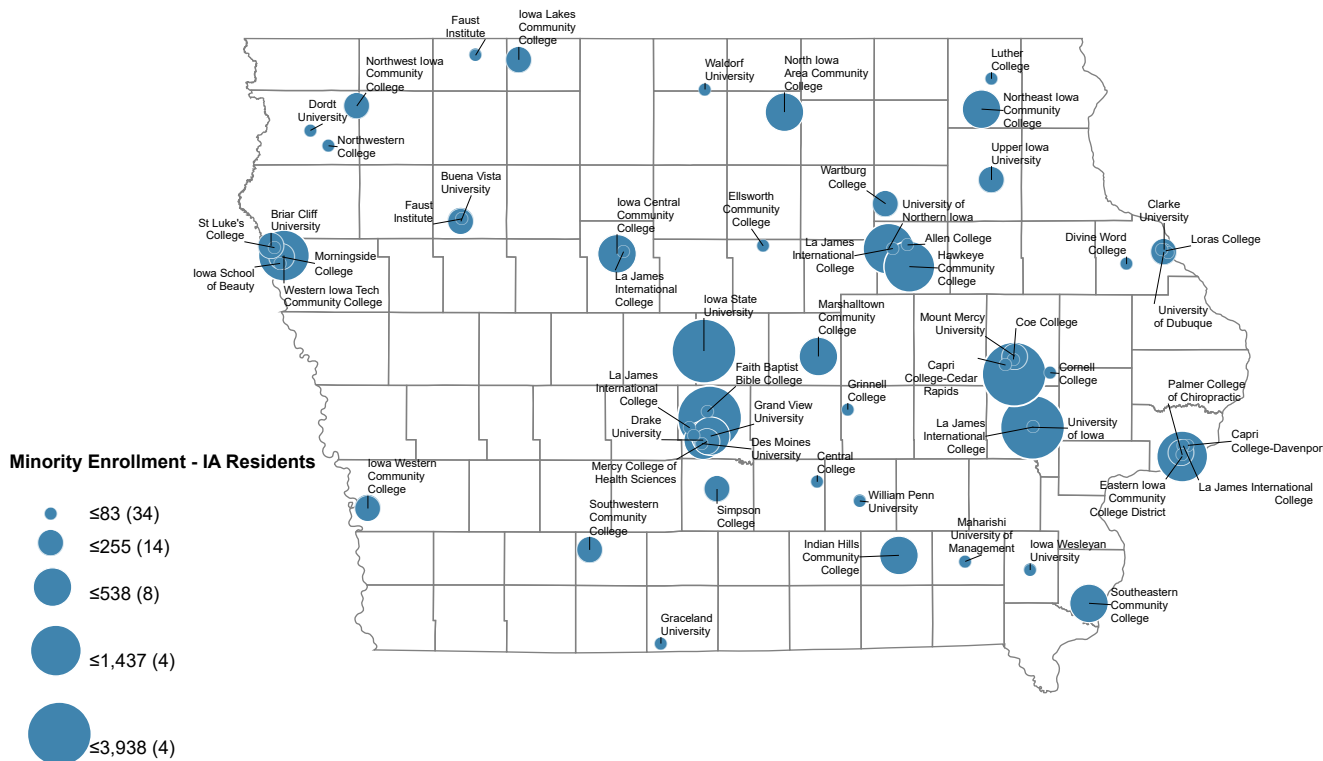 Faust
Institute
Iowa Lakes
Community
College
Northwest Iowa
Community
College
Waldorf
University
North Iowa
Area Community
College
Luther
College
Northeast Iowa
Community
College
Dordt
University
Northwestern
College
Upper Iowa
University
Buena Vista
University
Faust
Institute
Iowa Central
Community
College
Ellsworth
Community
College
Wartburg
College
University of
Northern Iowa
Clarke
University
St Luke's
College
Briar Cliff
University
La James
International
College
Allen College
Hawkeye
Community
College
Divine Word
College
Loras College
Iowa School
of Beauty
Morningside
College
Western Iowa Tech
Community College
La James
International
College
University
of Dubuque
Iowa State
University
Marshalltown
Community
College
Mount Mercy
University
Coe College
Capri
College-Cedar
Rapids
Cornell
College
La James
International
College
Faith Baptist
Bible College
Grinnell
College
Palmer College
of Chiropractic
Drake
University
Grand View
University
La James
International
College
University
of Iowa
Capri
College-Davenpor
Des Moines
University
Mercy College of
Health Sciences
Central
College
Eastern Iowa
Community
College District
La James International
College
Minority Enrollment - IA Residents
Iowa Western
Community
College
Simpson
College
William Penn
University
Southwestern
Community
College
Indian Hills
Community
College
Maharishi
University of
Management
Iowa Wesleyan
University
Southeastern
Community
College
Graceland
University
≤83 (34)
≤255 (14)
≤538 (8)
≤1,437 (4)
≤3,938 (4)